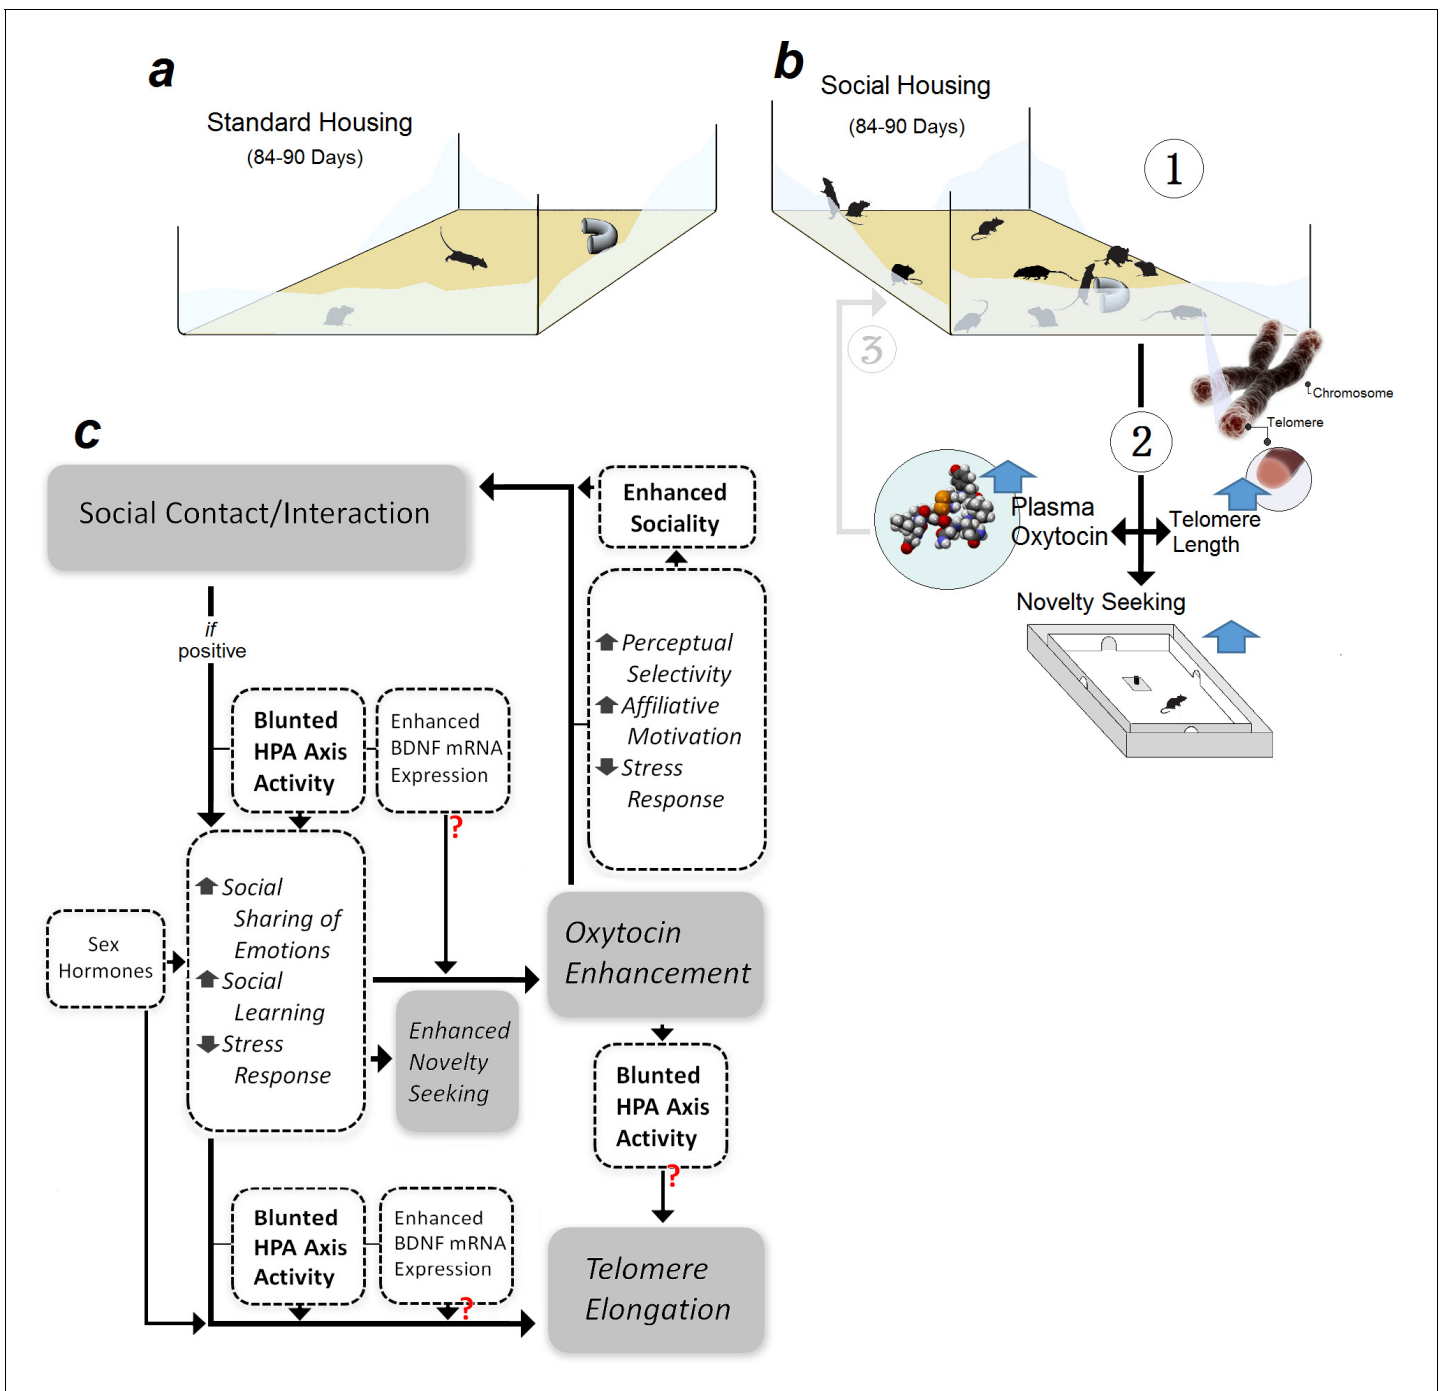 a
Standard Housing
(84-90 Days)
b
Social Housing
(84-90 Days)
1
3
Chromosome
Telomere
2
Plasma
Oxytocin
Telomere
Length
Novelty Seeking
c
Social Contact/Interaction
Enhanced
Sociality
if
positive
Perceptual
Selectivity
Affiliative
Motivation
Stress
Response
Blunted
HPA Axis
Activity
Enhanced
BDNF mRNA
Expression
?
Social
Sharing of
Emotions
Social
Learning
Stress
Response
Sex
Hormones
Oxytocin
Enhancement
Enhanced
Novelty
Seeking
Blunted
HPA Axis
Activity
?
Blunted
HPA Axis
Activity
Enhanced
BDNF mRNA
Expression
?
Telomere
Elongation